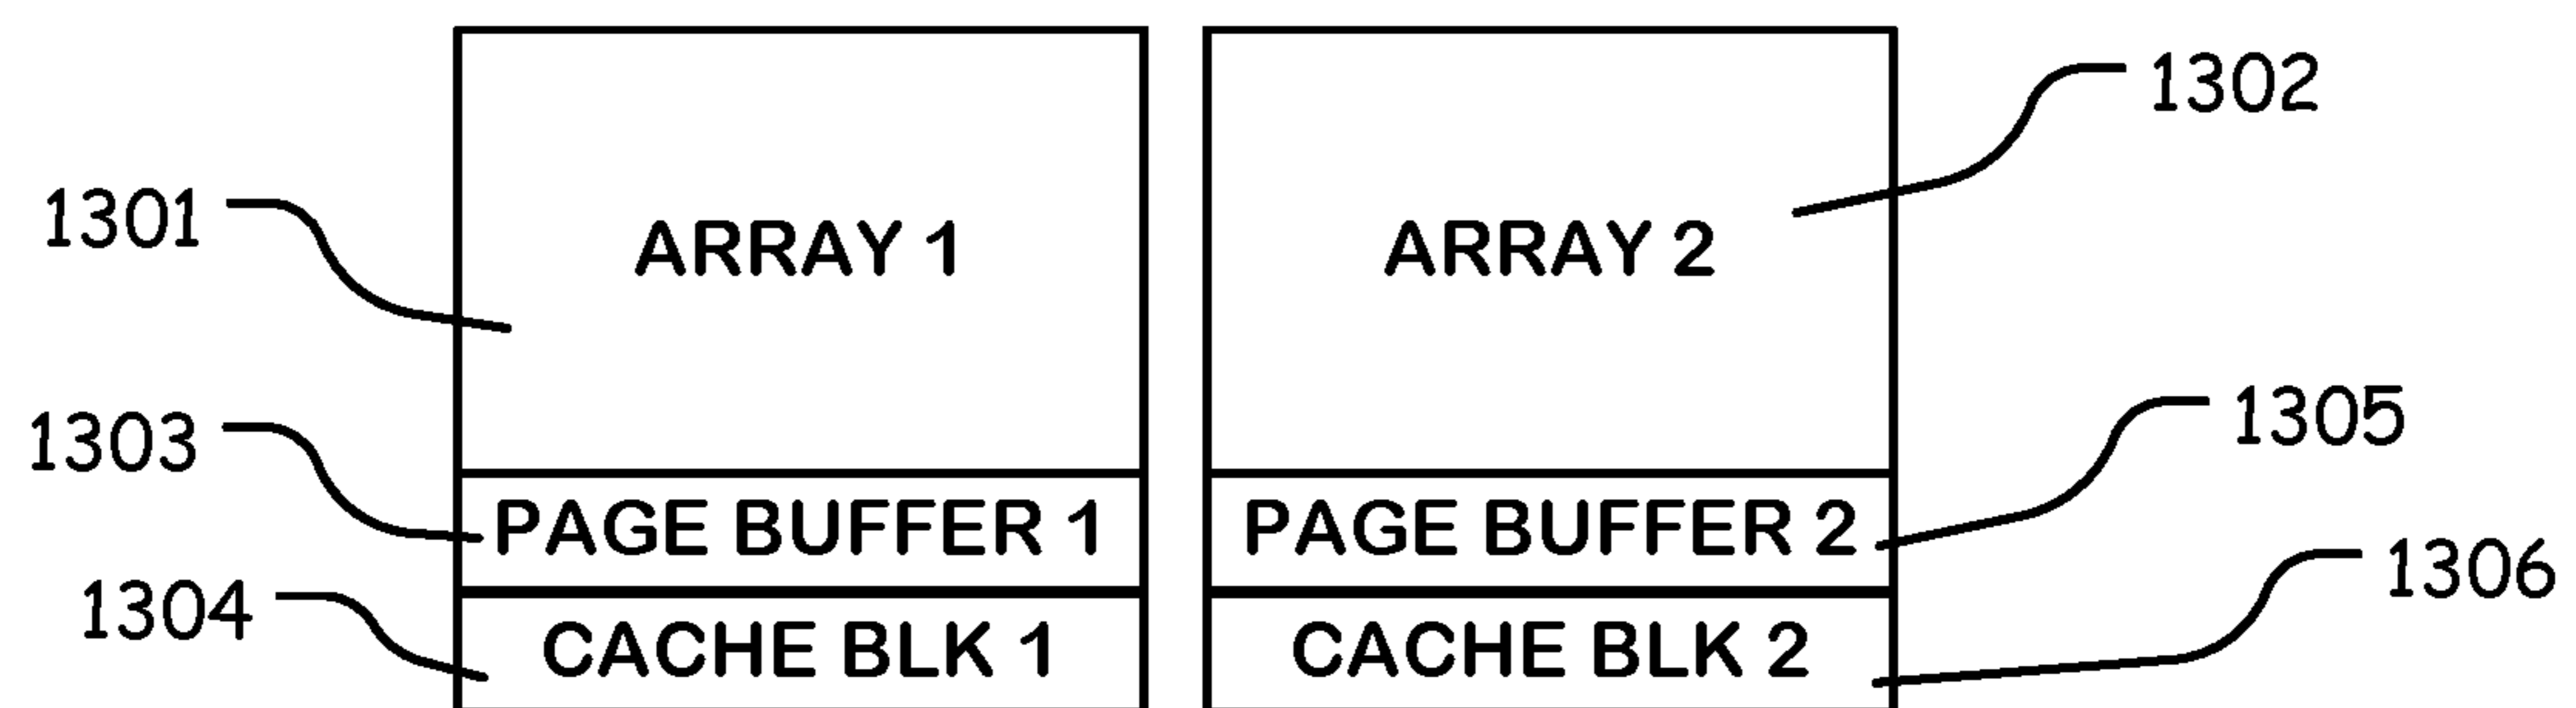 1302
1301
ARRAY 1
ARRAY 2
1303
1305
PAGE BUFFER 1
PAGE BUFFER 2
1304
1306
CACHE BLK 1
CACHE BLK 2